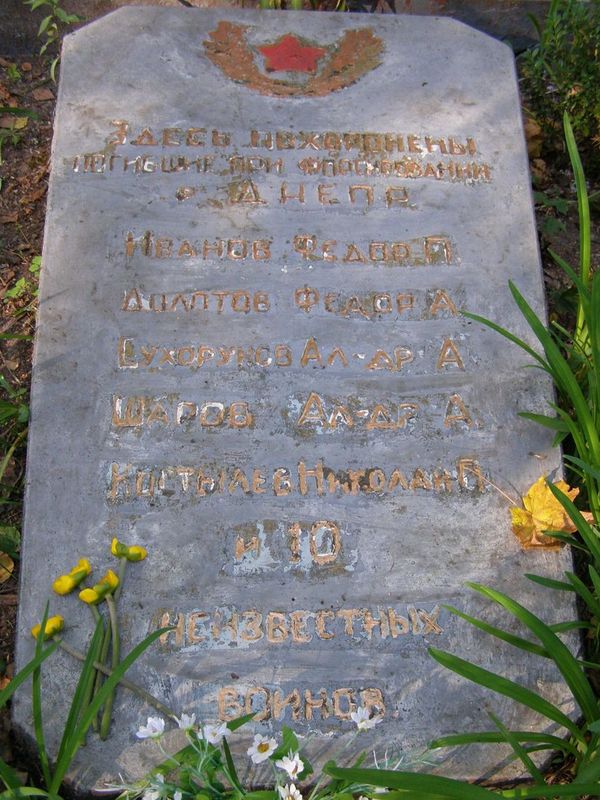 Здесь похоронены
погибшие при форсировании
р Днепр
Иванов Федор П.
Долотов Федор А.
Сухоруков Ал-др А
Шаров Ал-др А.
Костылев Николай П
и 10
неизвестных
воинов